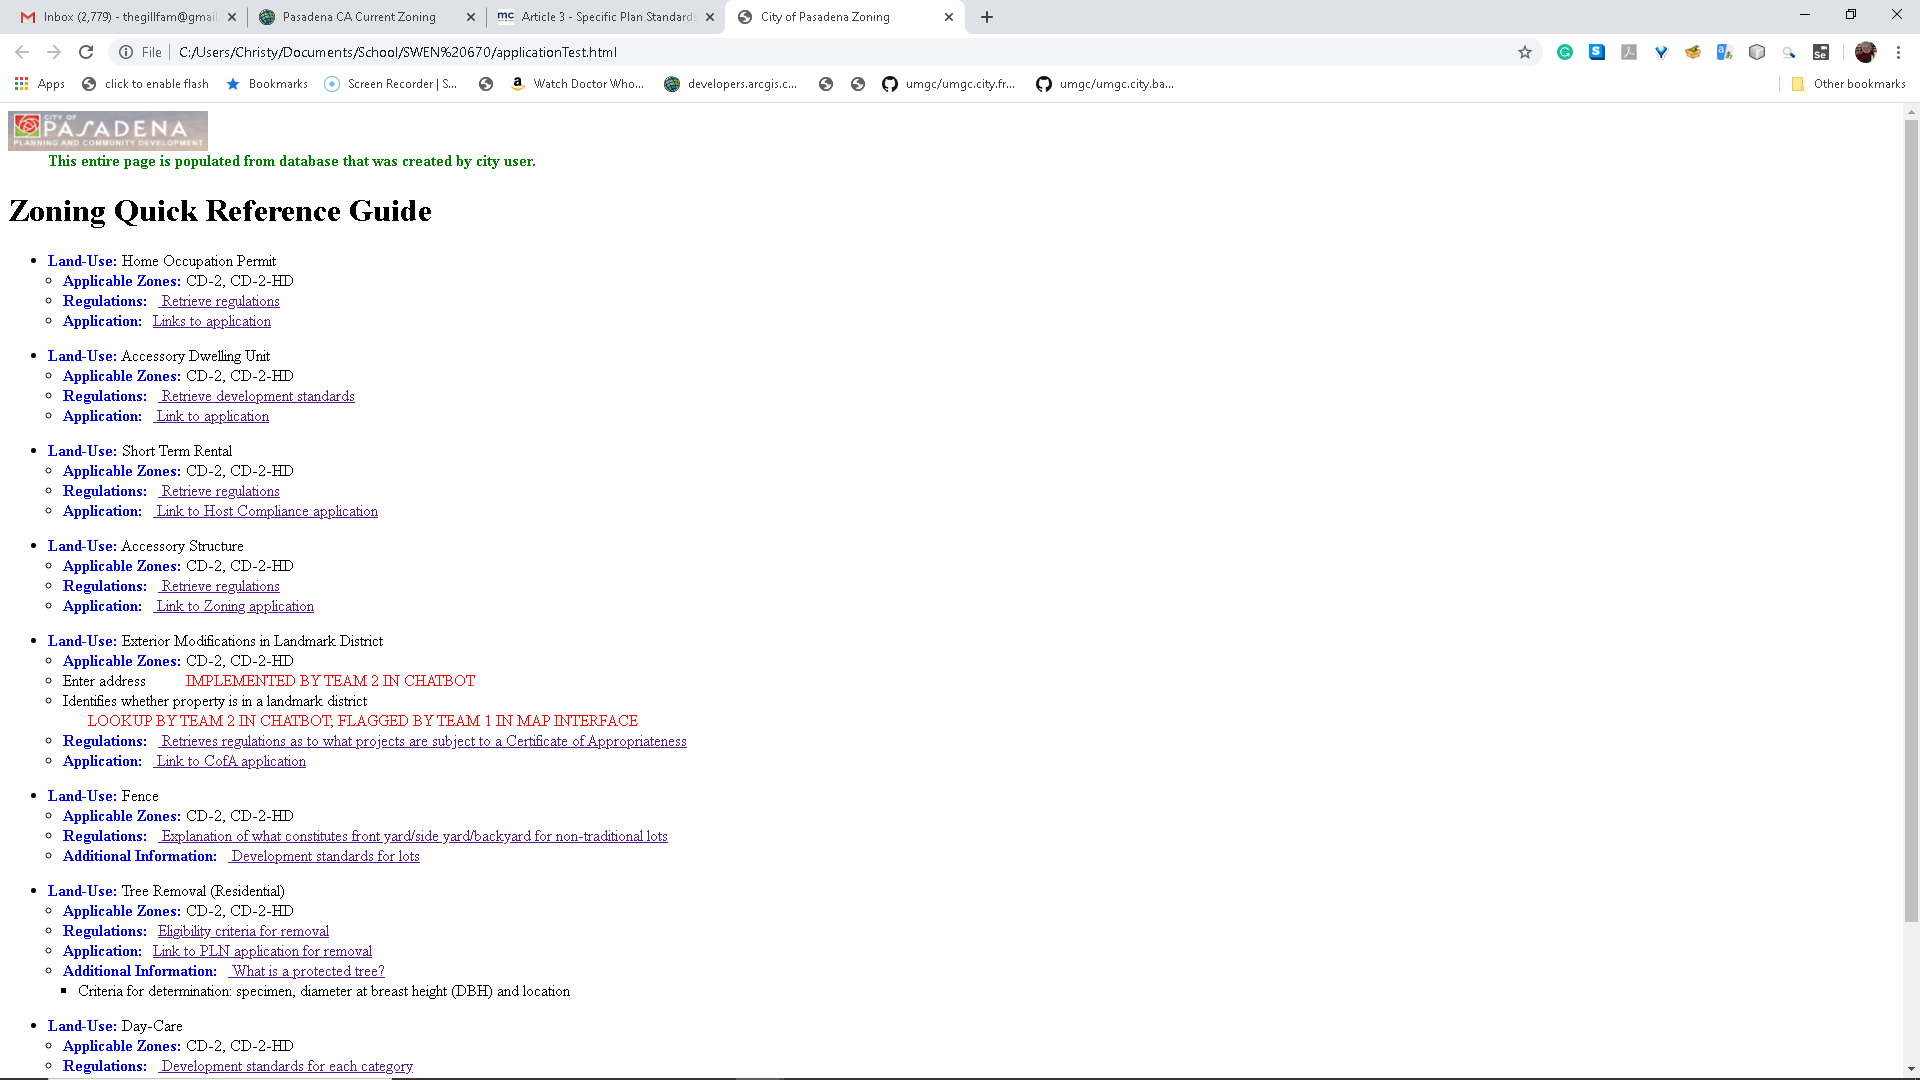 Inbox (2,779) - thegillfam@gmail
Pasadena CA Current Zoning
mc Article 3 - Specific Plan Standards
City of Pasadena Zoning
File C:/Users/Christy/Documents/School/SWEN%20670/applicationTest.html
Apps click to enable flash Bookmarks Screen Recorder | S... Watch Doctor Who... developers.arcgis.c... umgc/umgc.city.fr... umgc/umgc.city.ba... Other bookmarks
CITY OF
PASADENA
PLANNING AND COMMUNITY DEVELOPMENT
This entire page is populated from database that was created by city user.
Zoning Quick Reference Guide
Land-Use: Home Occupation Permit
Applicable Zones: CD-2, CD-2-HD
Regulations: Retrieve regulations
Application: Links to application
Land-Use: Accessory Dwelling Unit
Applicable Zones: CD-2, CD-2-HD
Regulations: Retrieve development standards
Application: Link to application
Land-Use: Short Term Rental
Applicable Zones: CD-2, CD-2-HD
Regulations: Retrieve regulations
Application: Link to Host Compliance application
Land-Use: Accessory Structure
Applicable Zones: CD-2, CD-2-HD
Regulations: Retrieve regulations
Application: Link to Zoning application
Land-Use: Exterior Modifications in Landmark District
Applicable Zones: CD-2, CD-2-HD
Enter address IMPLEMENTED BY TEAM 2 IN CHATBOT
Identifies whether property is in a landmark district
LOOKUP BY TEAM 2 IN CHATBOT; FLAGGED BY TEAM 1 IN MAP INTERFACE
Regulations: Retrieves regulations as to what projects are subject to a Certificate of Appropriateness
Application: Link to CofA application
Land-Use: Fence
Applicable Zones: CD-2, CD-2-HD
Regulations: Explanation of what constitutes front yard/side yard/backyard for non-traditional lots
Additional Information: Development standards for lots
Land-Use: Tree Removal (Residential)
Applicable Zones: CD-2, CD-2-HD
Regulations: Eligibility criteria for removal
Application: Link to PLN application for removal
Additional Information: What is a protected tree?
Criteria for determination: specimen, diameter at breast height (DBH) and location
Land-Use: Day-Care
Applicable Zones: CD-2, CD-2-HD
Regulations: Development standards for each category